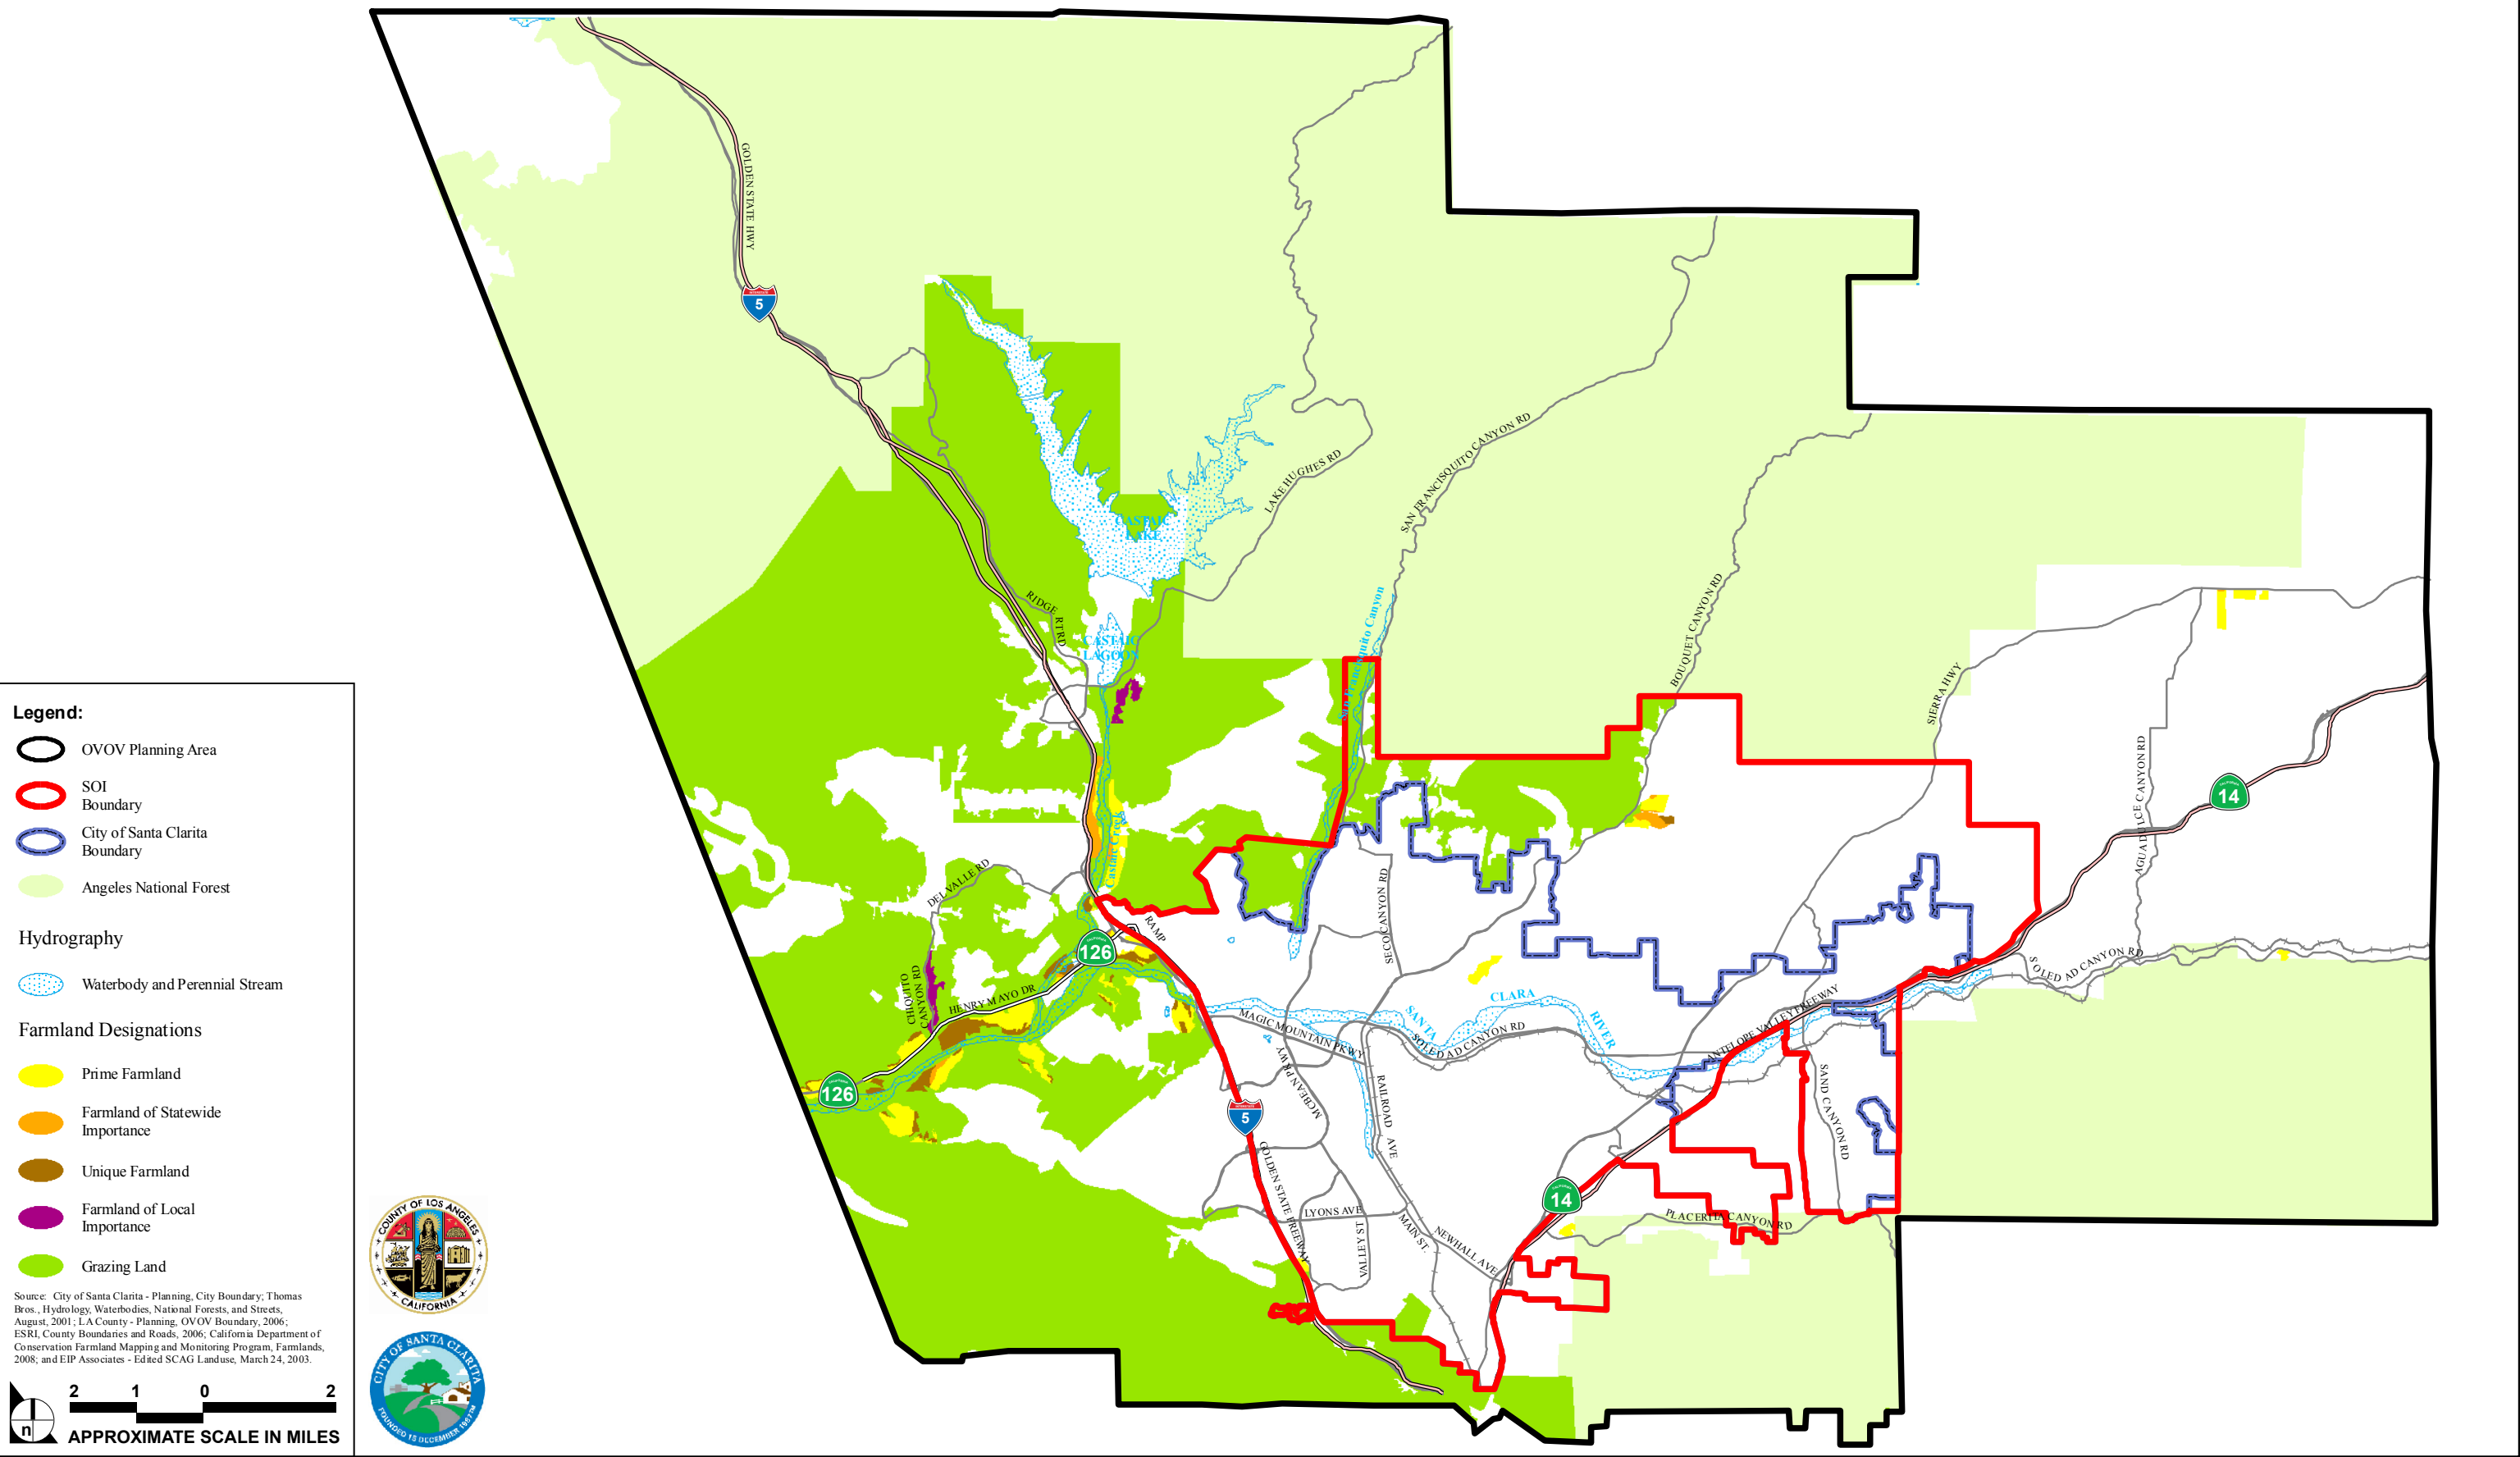 GOLDEN STATE HWY
5
CASTAIC
LAKE
LAKE HUGHES RD
SAN FRANCISQUITO CANYON RD
San Francisquito Canyon
BOUQUET CANYON RD
RIDGE
RT RD
CASTAIC
LAGOON
SIERRA HWY
AGUA DULCE CANYON RD
14
Castaic Creek
DEL VALLE RD
SECO CANYON RD
RAMP
126
CHIQUITO
CANYON RD
HENRY MAYO DR
SOLEDAD CANYON RD
SANTA
CLARA
RIVER
MAGIC MOUNTAIN PKWY
SOLEDAD CANYON RD
ANTELOPE VALLEY FREEWAY
MCBEAN PKWY
RAILROAD AVE
SAND CANYON RD
126
5
GOLDEN STATE FREEWAY
LYONS AVE
VALLEY ST
MAIN ST.
NEWHALL AVE
14
PLACERITA CANYON RD
Legend:
OVOV Planning Area
SOI
Boundary
City of Santa Clarita
Boundary
Angeles National Forest
Hydrography
Waterbody and Perennial Stream
Farmland Designations
Prime Farmland
Farmland of Statewide
Importance
Unique Farmland
Farmland of Local
Importance
Grazing Land
Source: City of Santa Clarita - Planning, City Boundary; Thomas
Bros., Hydrology, Waterbodies, National Forests, and Streets,
August, 2001; LA County - Planning, OVOV Boundary, 2006;
ESRI, County Boundaries and Roads, 2006; California Department of
Conservation Farmland Mapping and Monitoring Program, Farmlands,
2008; and EIP Associates - Edited SCAG Landuse, March 24, 2003.
2 1 0 2
n
APPROXIMATE SCALE IN MILES
COUNTY OF LOS ANGELES
CALIFORNIA
CITY OF SANTA CLARITA
FOUNDED 15 DECEMBER 1987